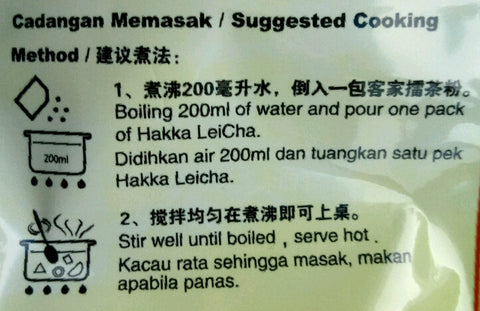 Cadangan Memasak / Suggested Cooking
Method / 建议煮法：
1、煮沸200毫升水，倒入一包客家擂茶粉。
Boiling 200ml of water and pour one pack
of Hakka LeiCha.
Didihkan air 200ml dan tuangkan satu pek
Hakka Leicha.
200ml
2、搅拌均匀在煮沸即可上桌。
Stir well until boiled , serve hot .
Kacau rata sehingga masak, makan
apabila panas.